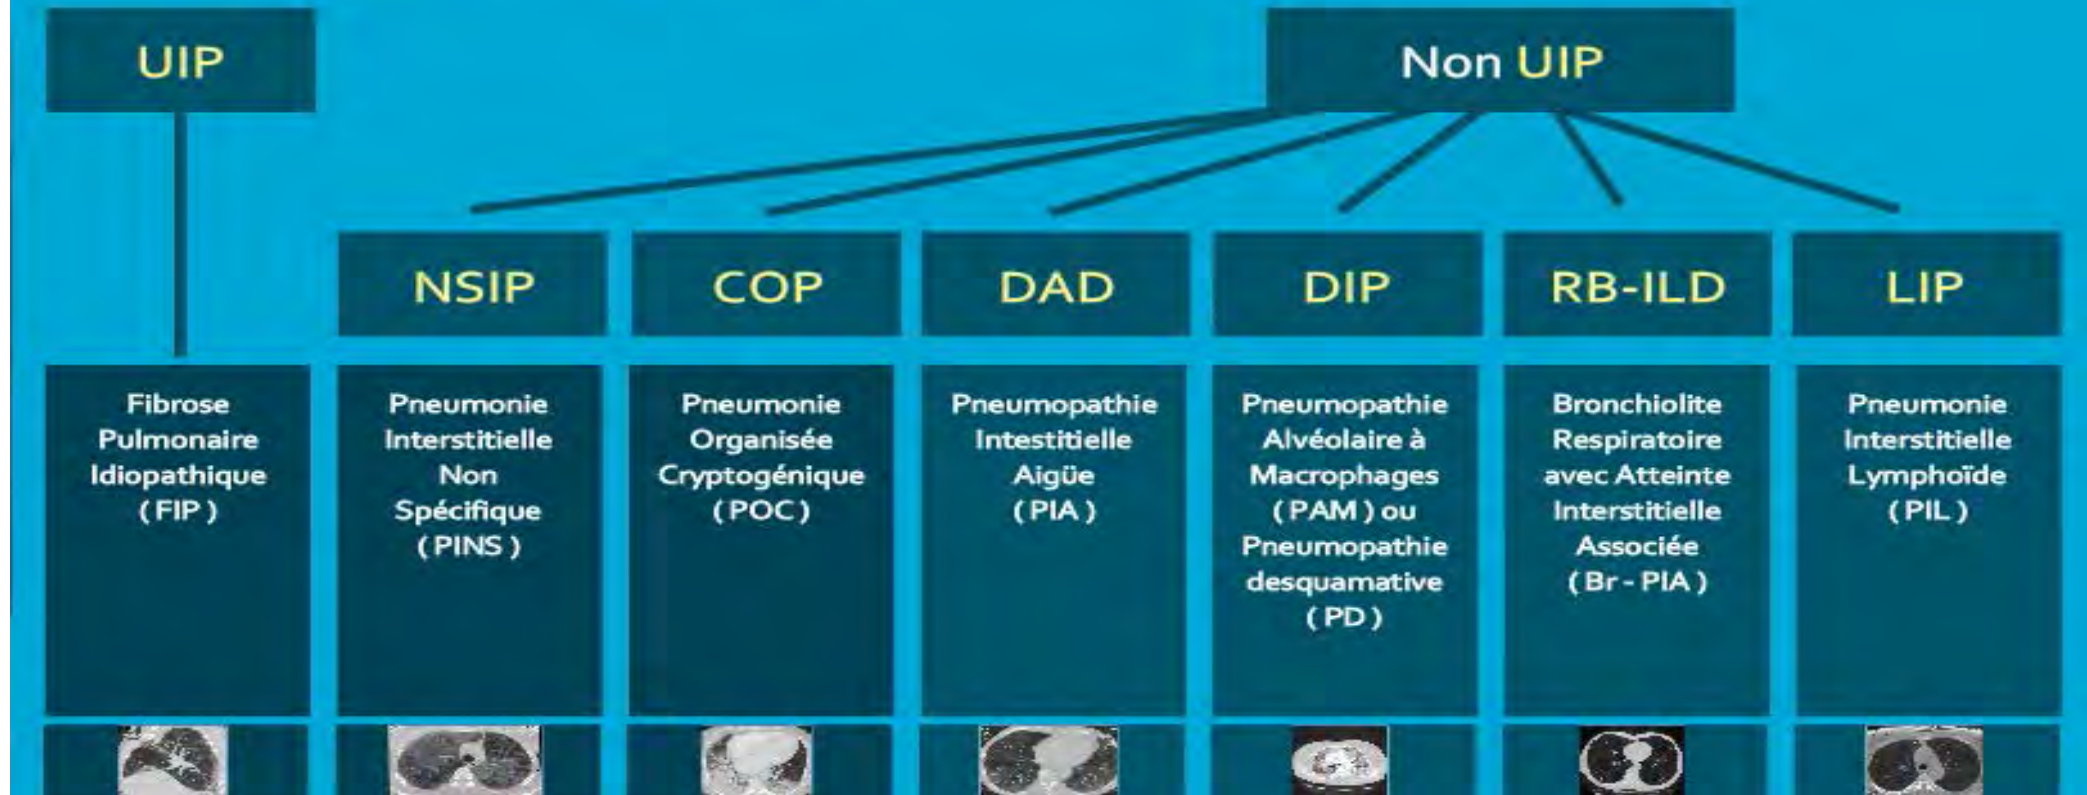 UIP
Non UIP
NSIP
COP
DAD
DIP
RB-ILD
LIP
Fibrose
Pulmonaire
Idiopathique
( FIP )
Pneumonie
Interstitielle
Non
Spécifique
( PINS )
Pneumonie
Organisée
Cryptogénique
( POC )
Pneumopathie
Intestitielle
Aigüe
( PIA )
Pneumopathie
Alvéolaire à
Macrophages
( PAM ) ou
Pneumopathie
desquamative
( PD )
Bronchiolite
Respiratoire
avec Atteinte
Interstitielle
Associée
( Br - PIA )
Pneumonie
Interstitielle
Lymphoïde
( PIL )